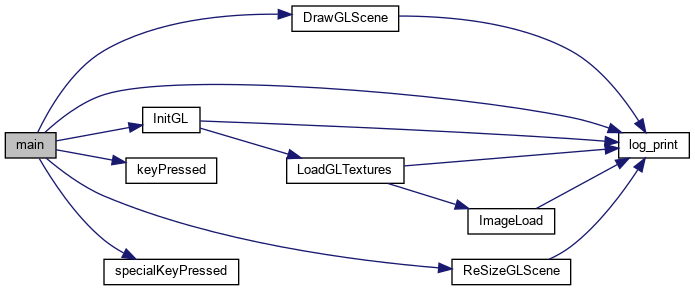 DrawGLScene
InitGL
main
log_print
keyPressed
LoadGLTextures
ImageLoad
specialKeyPressed
ReSizeGLScene